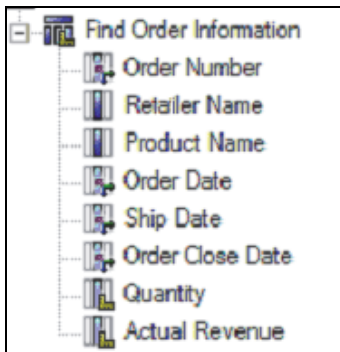 Find Order Information
Order Number
Retailer Name
Product Name
Order Date
Ship Date
Order Close Date
Quantity
Actual Revenue